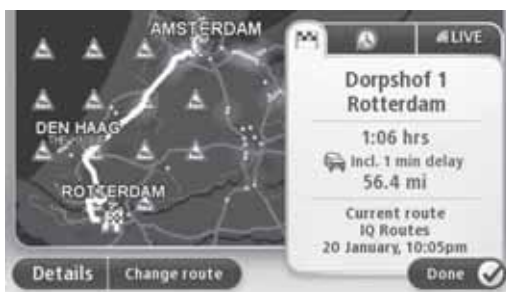 AMSTERDAM
DEN HAAG
ROTTERDAM
LIVE
Dorpshof 1
Rotterdam
1:06 hrs
Incl. 1 min delay
56.4 mi
Current route
IQ Routes
20 January, 10:05pm
Details
Change route
Done